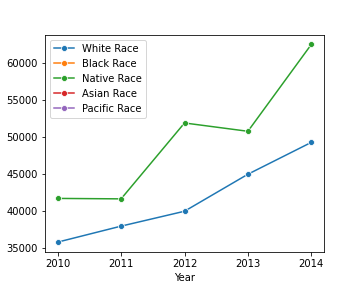 White Race
Black Race
Native Race
Asian Race
Pacific Race
60000
55000
50000
45000
40000
35000
2010 2011 2012 2013 2014
Year